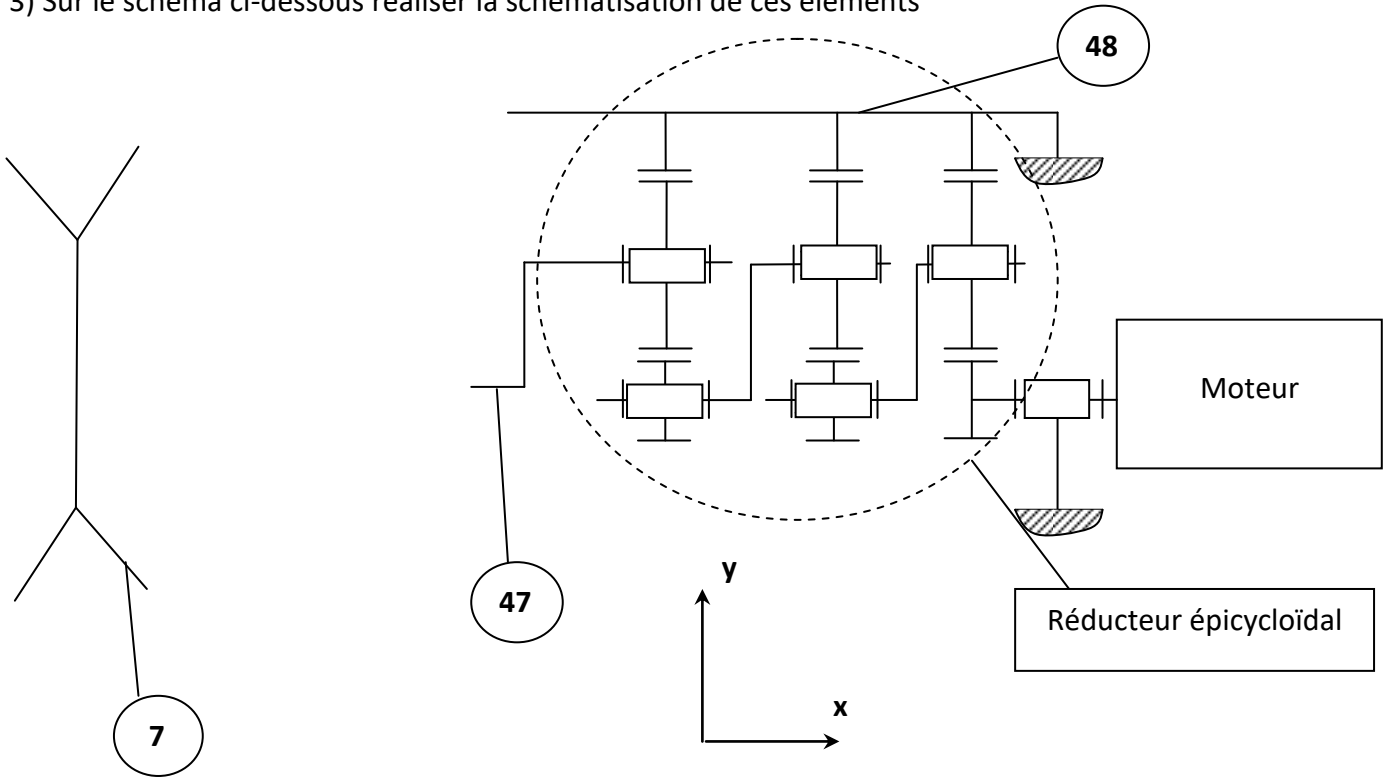 3) Sur le schéma ci-dessous réaliser la schématisation de ces éléments
48
Moteur
47
y
Réducteur épicycloïdal
x
7